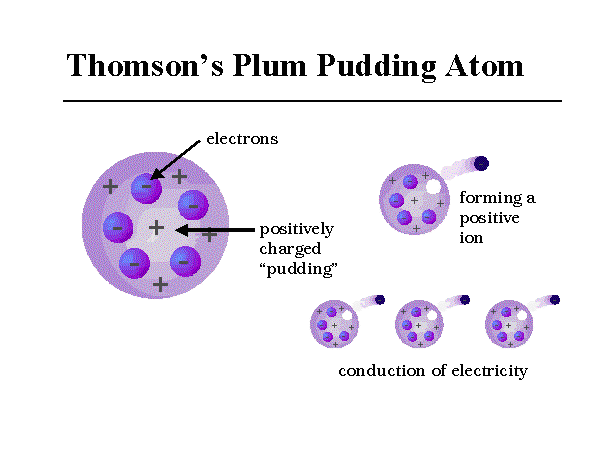 Thomson’s Plum Pudding Atom
electrons
positively
charged
“pudding”
forming a
positive
ion
conduction of electricity